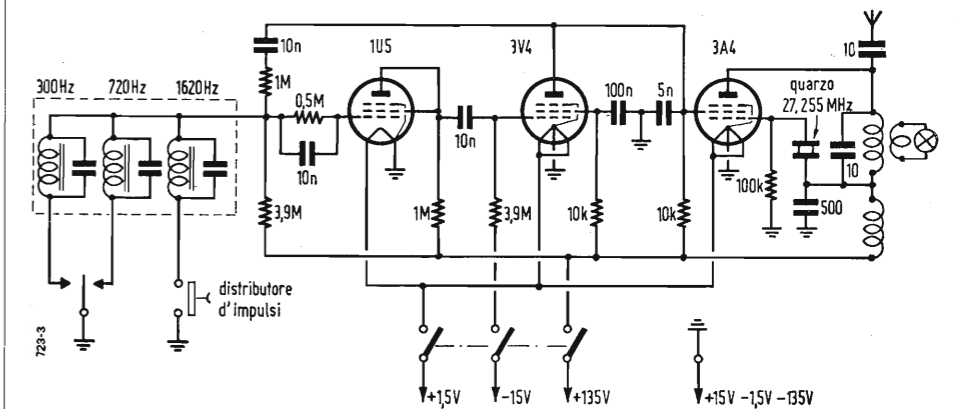 10n
1U5
3V4
3A4
10
300Hz
720Hz
1620Hz
1M
0,5M
100n
5n
quarzo
27,255 MHz
10n
10n
10
100k
3,9M
1M
3,9M
10k
10k
500
distributore
d'impulsi
723-3
+1,5V
-15V
+135V
+15V -1,5V -135V